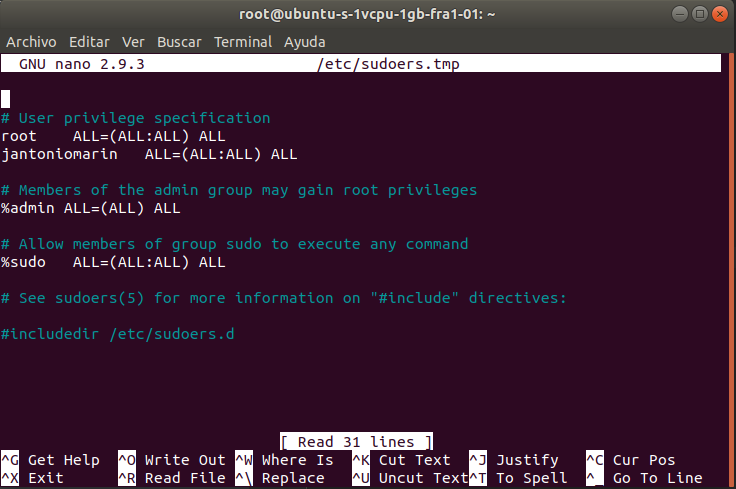 root@ubuntu-s-1vcpu-1gb-fra1-01: ~
Archivo Editar Ver Buscar Terminal Ayuda
GNU nano 2.9.3 /etc/sudoers.tmp
# User privilege specification
root ALL=(ALL:ALL) ALL
jantoniomarin ALL=(ALL:ALL) ALL
# Members of the admin group may gain root privileges
%admin ALL=(ALL) ALL
# Allow members of group sudo to execute any command
%sudo ALL=(ALL:ALL) ALL
# See sudoers(5) for more information on "#include" directives:
#includedir /etc/sudoers.d
[ Read 31 lines ]
^G Get Help ^O Write Out ^W Where Is ^K Cut Text ^J Justify ^C Cur Pos
^X Exit ^R Read File ^\ Replace ^U Uncut Text ^T To Spell ^_ Go To Line